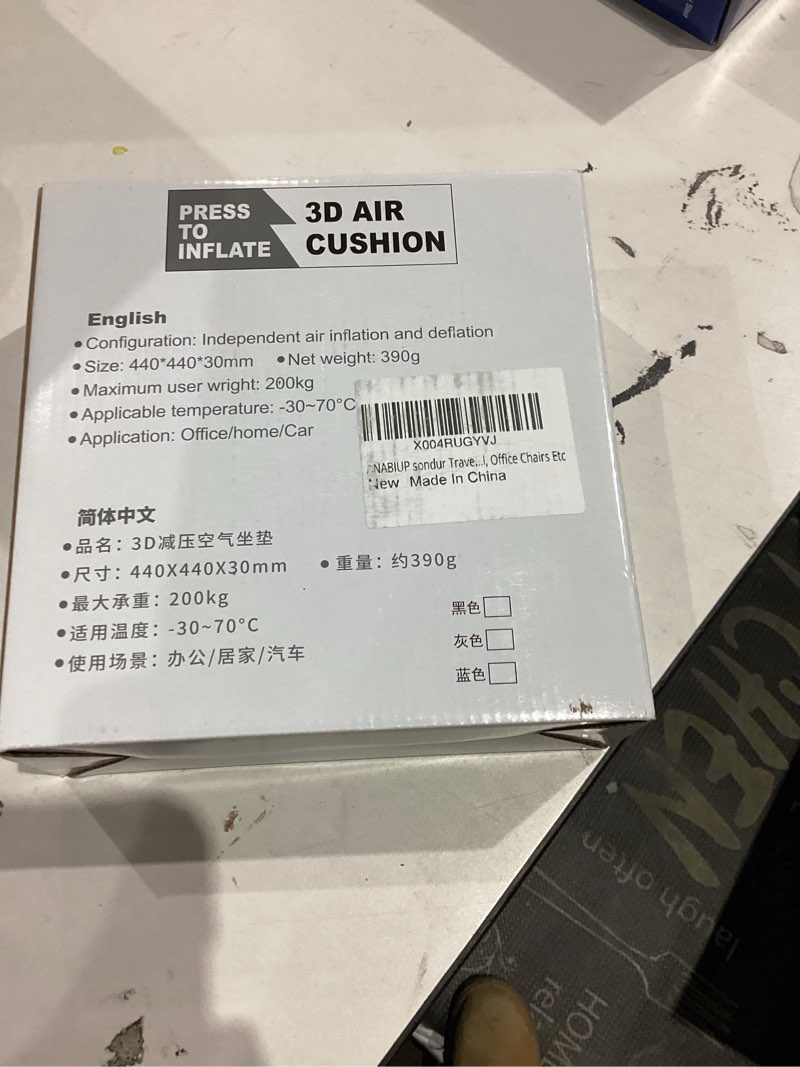 PRESS
TO
INFLATE
3D AIR
CUSHION
English
● Configuration: Independent air inflation and deflation
● Size: 440*440*30mm ● Net weight: 390g
● Maximum user wright: 200kg
● Applicable temperature: -30~70°C
● Application: Office/home/Car
X004RUGYVJ
NABIUP sondur Trave...l, Office Chairs Etc
New Made In China
简体中文
● 品名：3D减压空气坐垫
● 尺寸：440X440X30mm ● 重量：约390g
● 最大承重：200kg
● 适用温度：-30~70°C
● 使用场景：办公/居家/汽车
黑色
灰色
蓝色
laugh often
HOME